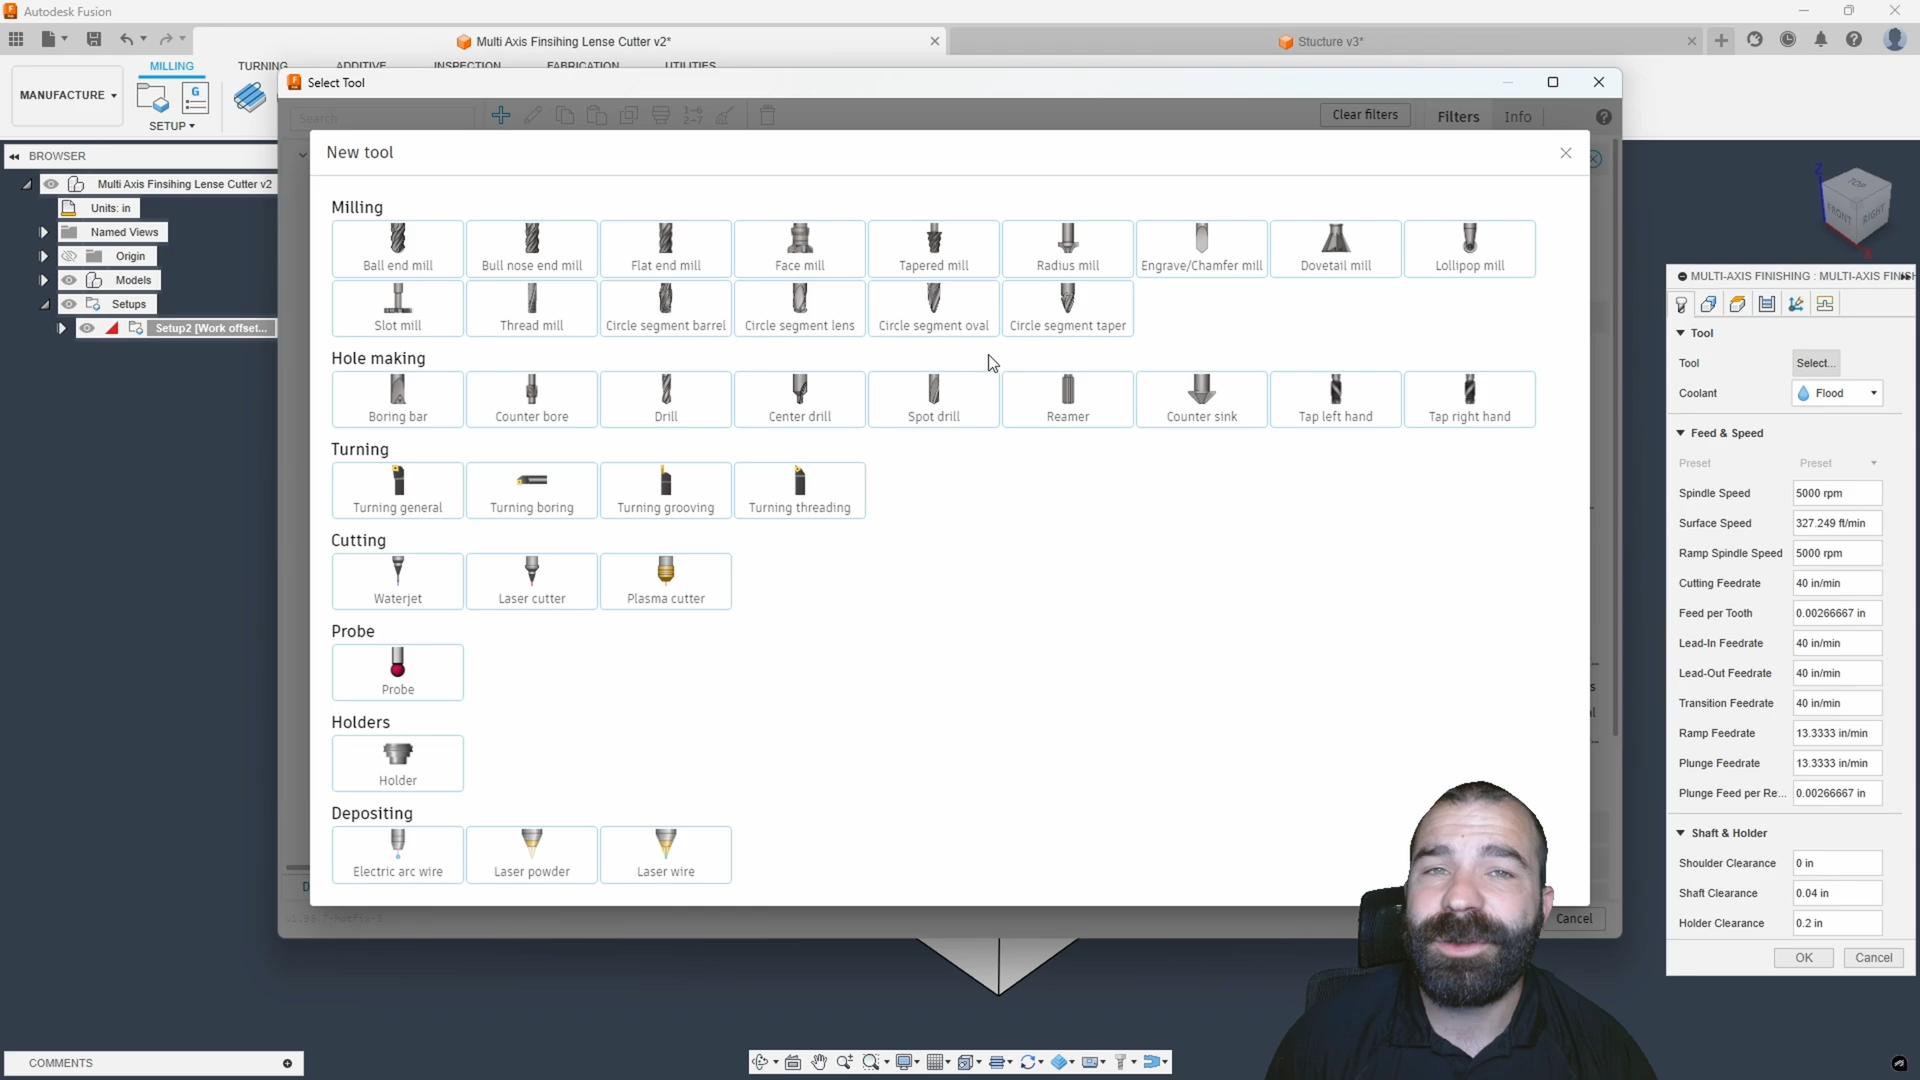 Autodesk Fusion
Multi Axis Finsihing Lense Cutter v2*
Stucture v3*
MILLING
TURNING
ADDITIVE
INSPECTION
FABRICATION
UTILITIES
MANUFACTURE
SETUP
Select Tool
Search
Clear filters
Filters
Info
BROWSER
Multi Axis Finsihing Lense Cutter v2
Units: in
Named Views
Origin
Models
Setups
Setup2 [Work offset...
New tool
Milling
Ball end mill
Bull nose end mill
Flat end mill
Face mill
Tapered mill
Radius mill
Engrave/Chamfer mill
Dovetail mill
Lollipop mill
Slot mill
Thread mill
Circle segment barrel
Circle segment lens
Circle segment oval
Circle segment taper
Hole making
Boring bar
Counter bore
Drill
Center drill
Spot drill
Reamer
Counter sink
Tap left hand
Tap right hand
Turning
Turning general
Turning boring
Turning grooving
Turning threading
Cutting
Waterjet
Laser cutter
Plasma cutter
Probe
Probe
Holders
Holder
Depositing
Electric arc wire
Laser powder
Laser wire
Cancel
TOP
FRONT
RIGHT
Z
X
MULTI-AXIS FINISHING : MULTI-AXIS FINISH
Tool
Tool Select...
Coolant Flood
Feed & Speed
Preset Preset
Spindle Speed 5000 rpm
Surface Speed 327.249 ft/min
Ramp Spindle Speed 5000 rpm
Cutting Feedrate 40 in/min
Feed per Tooth 0.00266667 in
Lead-In Feedrate 40 in/min
Lead-Out Feedrate 40 in/min
Transition Feedrate 40 in/min
Ramp Feedrate 13.3333 in/min
Plunge Feedrate 13.3333 in/min
Plunge Feed per Re... 0.00266667 in
Shaft & Holder
Shoulder Clearance 0 in
Shaft Clearance 0.04 in
Holder Clearance 0.2 in
OK
Cancel
COMMENTS